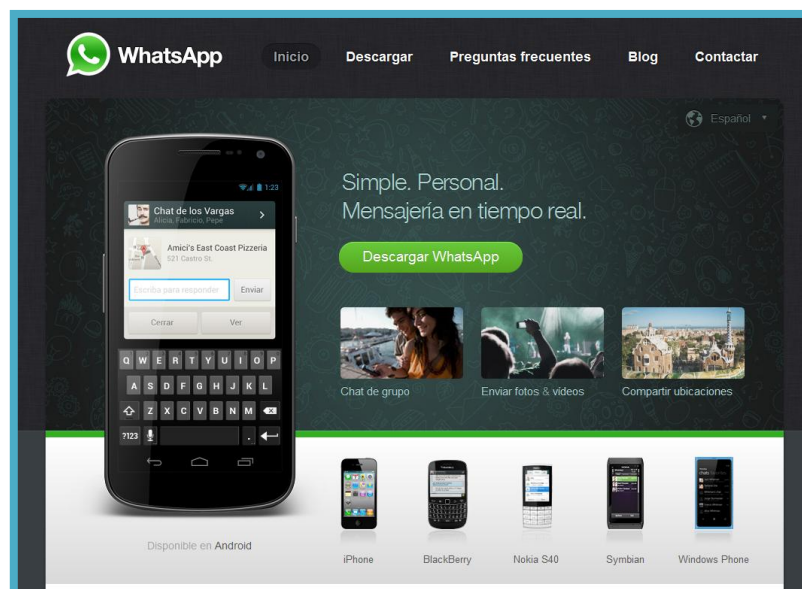 WhatsApp
Inicio
Descargar
Preguntas frecuentes
Blog
Contactar
Español
1:23
Chat de los Vargas
Alicia, Fabricio, Pepe
Amici's East Coast Pizzeria
521 Castro St.
Escriba para responder
Enviar
Cerrar
Ver
Q W E R T Y U I O P
A S D F G H J K L
Z X C V B N M
?123
.
Disponible en Android
Simple. Personal.
Mensajería en tiempo real.
Descargar WhatsApp
Chat de grupo
Enviar fotos & videos
Compartir ubicaciones
iPhone
BlackBerry
Nokia S40
Symbian
Windows Phone